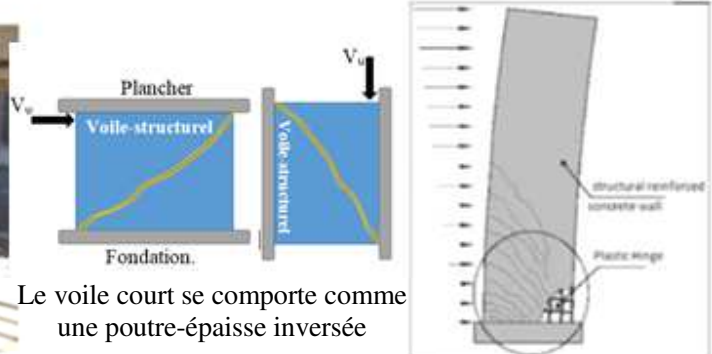 Plancher
Vu
Voile-structurel
Fondation.
Vu
Voile-structurel
Le voile court se comporte comme
une poutre-épaisse inversée
structural reinforced
concrete wall
Plastic Hinge